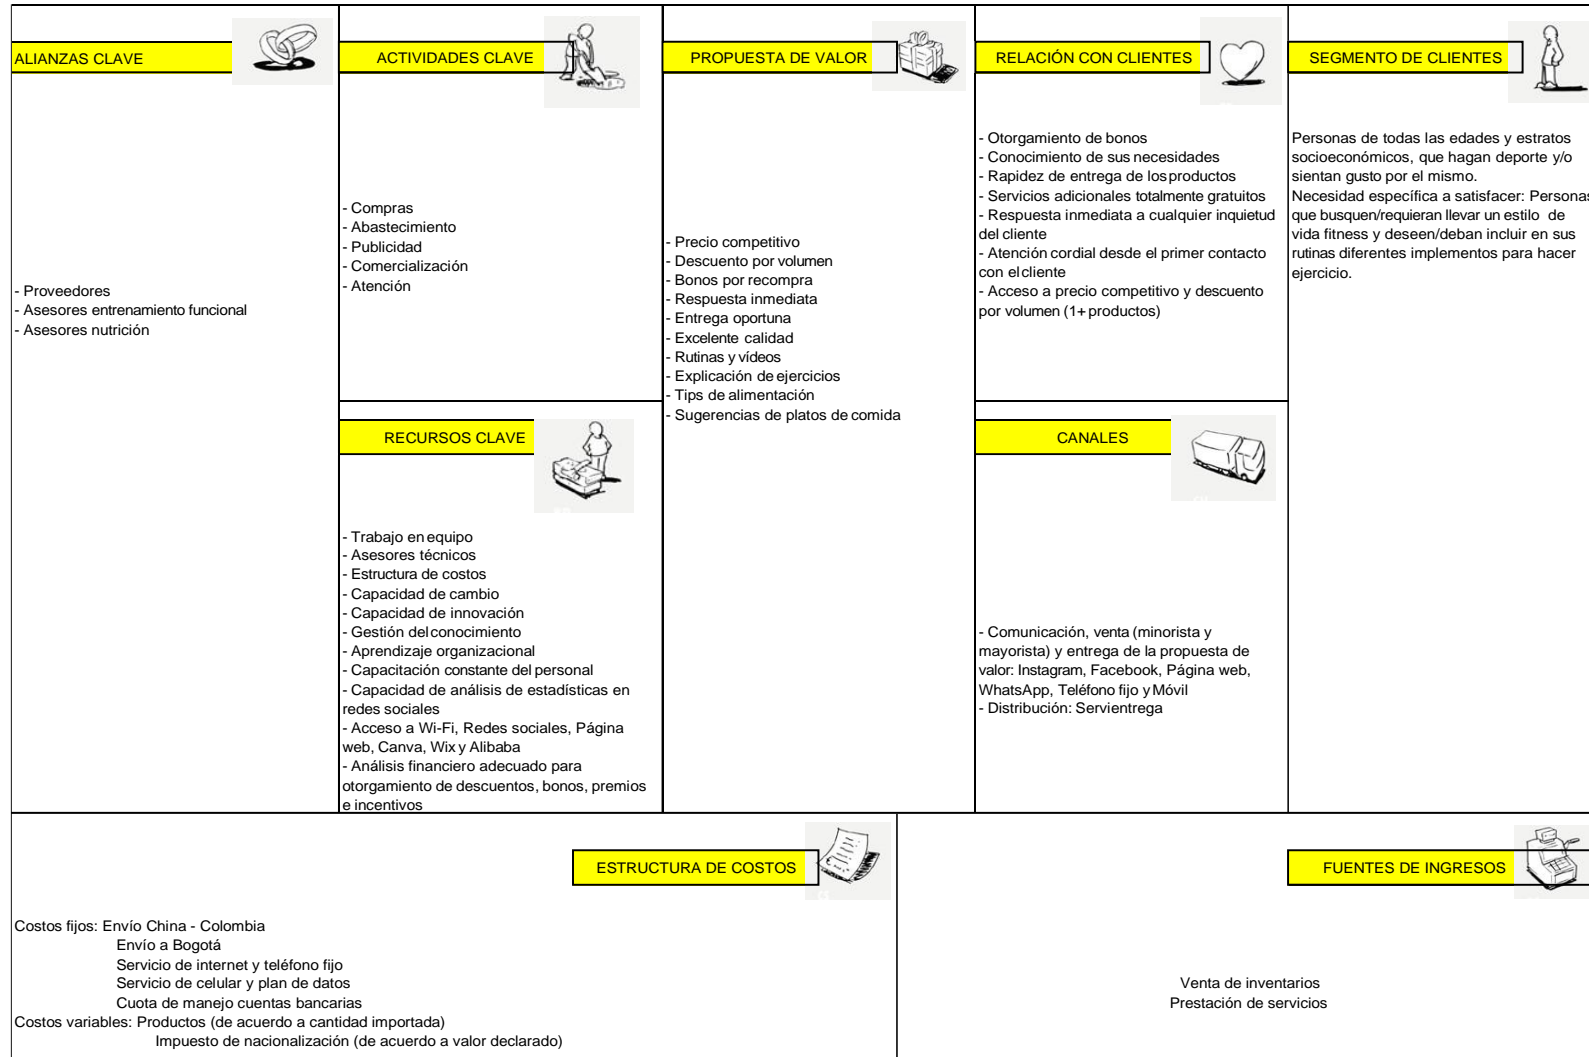 ALIANZAS CLAVE
- Proveedores
- Asesores entrenamiento funcional
- Asesores nutrición
ACTIVIDADES CLAVE
- Compras
- Abastecimiento
- Publicidad
- Comercialización
- Atención
RECURSOS CLAVE
- Trabajo en equipo
- Asesores técnicos
- Estructura de costos
- Capacidad de cambio
- Capacidad de innovación
- Gestión del conocimiento
- Aprendizaje organizacional
- Capacitación constante del personal
- Capacidad de análisis de estadísticas en
redes sociales
- Acceso a Wi-Fi, Redes sociales, Página
web, Canva, Wix y Alibaba
- Análisis financiero adecuado para
otorgamiento de descuentos, bonos, premios
e incentivos
PROPUESTA DE VALOR
- Precio competitivo
- Descuento por volumen
- Bonos por recompra
- Respuesta inmediata
- Entrega oportuna
- Excelente calidad
- Rutinas y vídeos
- Explicación de ejercicios
- Tips de alimentación
- Sugerencias de platos de comida
RELACIÓN CON CLIENTES
- Otorgamiento de bonos
- Conocimiento de sus necesidades
- Rapidez de entrega de los productos
- Servicios adicionales totalmente gratuitos
- Respuesta inmediata a cualquier inquietud
del cliente
- Atención cordial desde el primer contacto
con el cliente
- Acceso a precio competitivo y descuento
por volumen (1+ productos)
CANALES
- Comunicación, venta (minorista y
mayorista) y entrega de la propuesta de
valor: Instagram, Facebook, Página web,
WhatsApp, Teléfono fijo y Móvil
- Distribución: Servientrega
SEGMENTO DE CLIENTES
Personas de todas las edades y estratos
socioeconómicos, que hagan deporte y/o
sientan gusto por el mismo.
Necesidad específica a satisfacer: Personas
que busquen/requieran llevar un estilo de
vida fitness y deseen/deban incluir en sus
rutinas diferentes implementos para hacer
ejercicio.
ESTRUCTURA DE COSTOS
Costos fijos: Envío China - Colombia
Envío a Bogotá
Servicio de internet y teléfono fijo
Servicio de celular y plan de datos
Cuota de manejo cuentas bancarias
Costos variables: Productos (de acuerdo a cantidad importada)
Impuesto de nacionalización (de acuerdo a valor declarado)
FUENTES DE INGRESOS
Venta de inventarios
Prestación de servicios